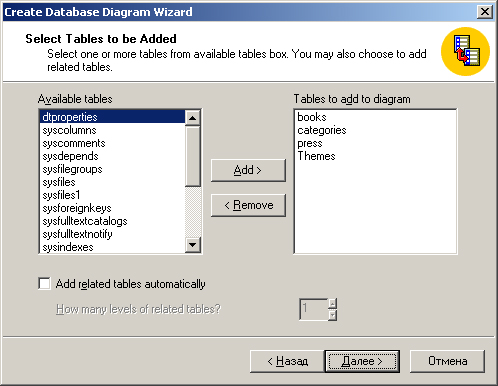 Create Database Diagram Wizard
Select Tables to be Added
Select one or more tables from available tables box. You may also choose to add
related tables.
Available tables
Tables to add to diagram
dtproperties
syscolumns
syscomments
sysdepends
sysfilegroups
sysfiles
sysfiles1
sysforeignkeys
sysfulltextcatalogs
sysfulltextnotify
sysindexes
Add >
< Remove
books
categories
press
Themes
Add related tables automatically
How many levels of related tables?
1
< Назад
Далее >
Отмена